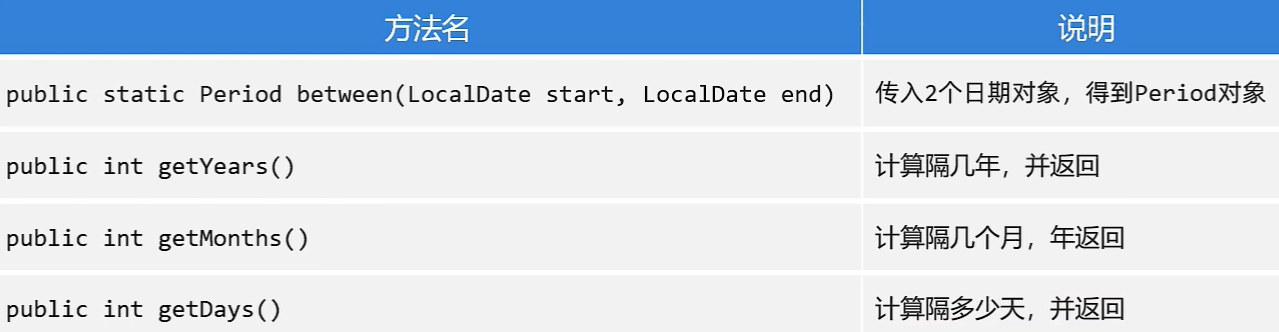 方法名 说明
public static Period between(LocalDate start, LocalDate end) 传入2个日期对象，得到Period对象
public int getYears() 计算隔几年，并返回
public int getMonths() 计算隔几个月，年返回
public int getDays() 计算隔多少天，并返回